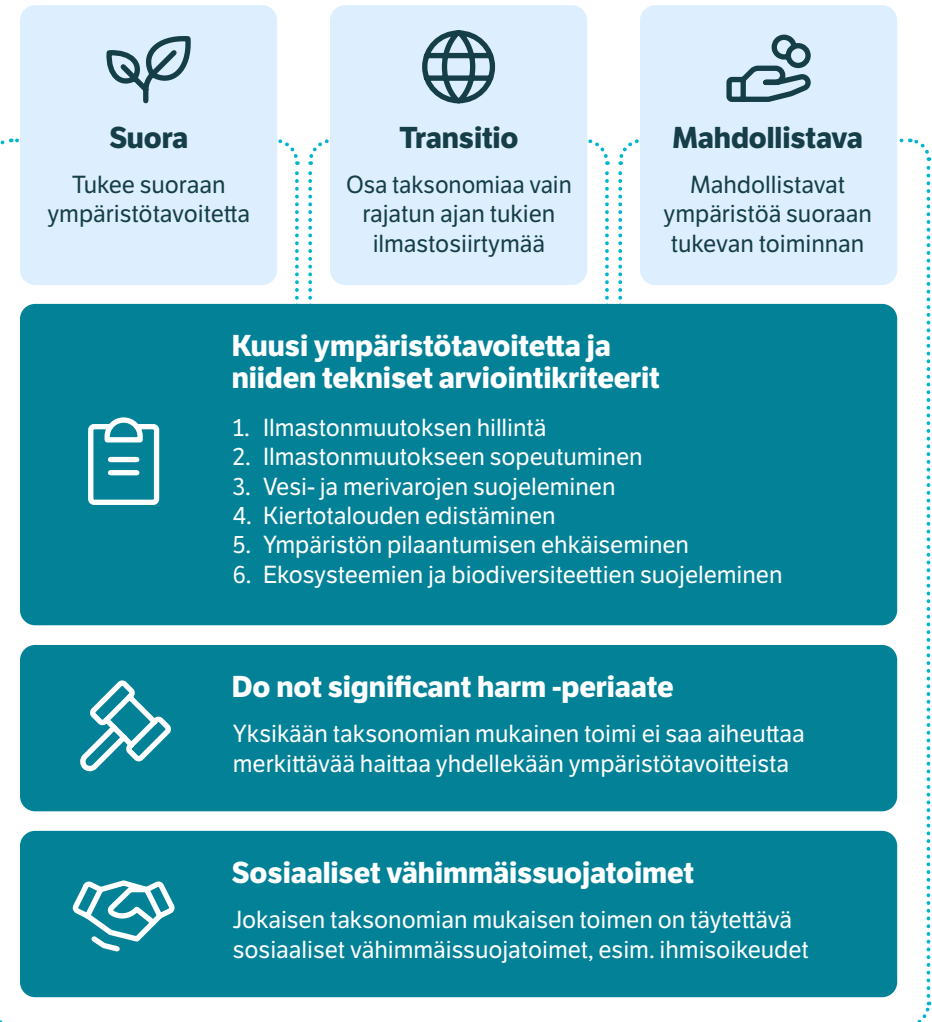 Suora
Tukee suoraan
ympäristötavoitetta
Transitio
Osa taksonomiaa vain
rajatun ajan tukien
ilmastosiirtymää
Mahdollistava
Mahdollistavat
ympäristöä suoraan
tukevan toiminnan
Kuusi ympäristötavoitetta ja
niiden tekniset arviointikriteerit
1. Ilmastonmuutoksen hillintä
2. Ilmastonmuutokseen sopeutuminen
3. Vesi- ja merivarojen suojeleminen
4. Kiertotalouden edistäminen
5. Ympäristön pilaantumisen ehkäiseminen
6. Ekosysteemien ja biodiversiteettien suojeleminen
Do not significant harm -periaate
Yksikään taksonomian mukainen toimi ei saa aiheuttaa
merkittävää haittaa yhdellekään ympäristötavoitteista
Sosiaaliset vähimmäissuojatoimet
Jokaisen taksonomian mukaisen toimen on täytettävä
sosiaaliset vähimmäissuojatoimet, esim. ihmisoikeudet